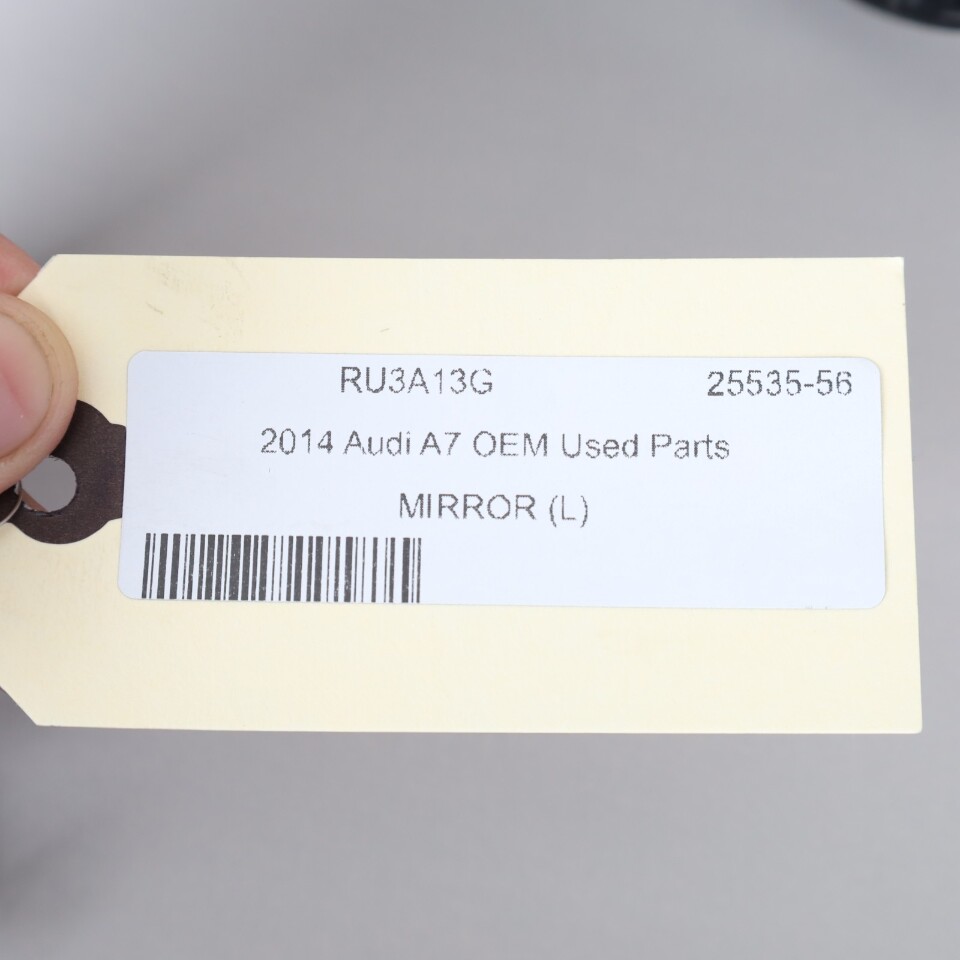 RU3A13G 25535-56
2014 Audi A7 OEM Used Parts
MIRROR (L)